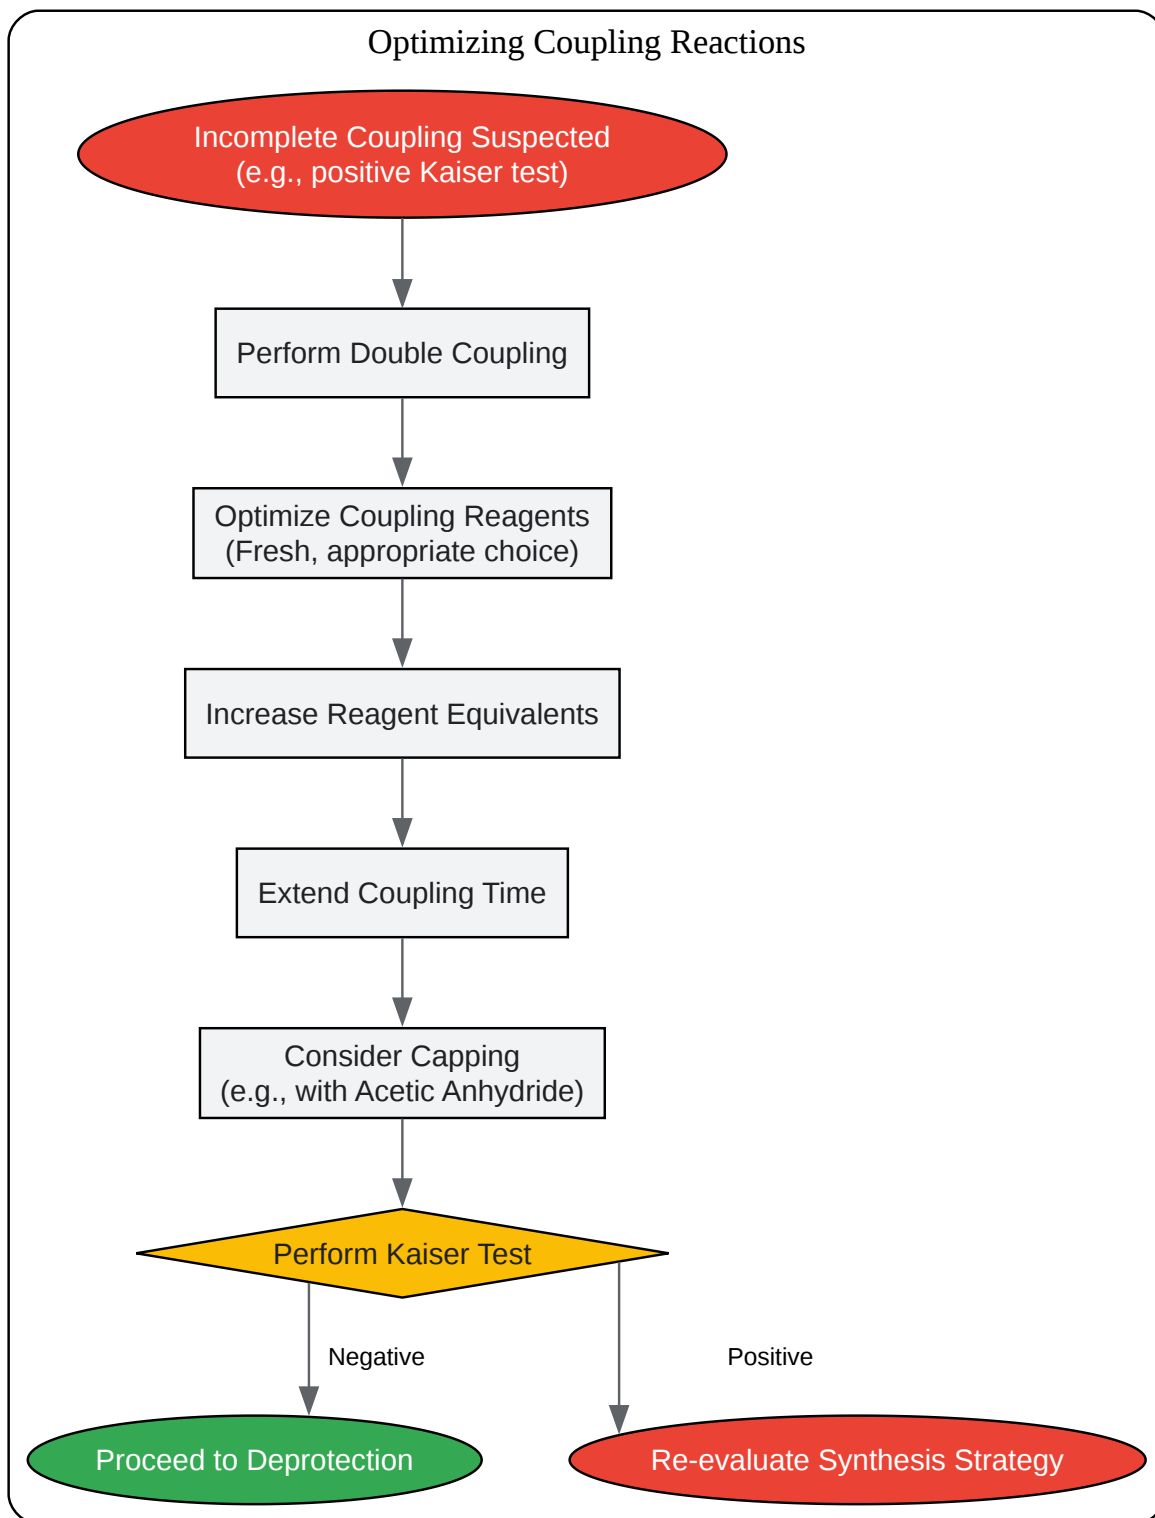 Optimizing Coupling Reactions
Incomplete Coupling Suspected
(e.g., positive Kaiser test)
Perform Double Coupling
Optimize Coupling Reagents
(Fresh, appropriate choice)
Increase Reagent Equivalents
Extend Coupling Time
Consider Capping
(e.g., with Acetic Anhydride)
Perform Kaiser Test
Negative
Positive
Proceed to Deprotection
Re-evaluate Synthesis Strategy